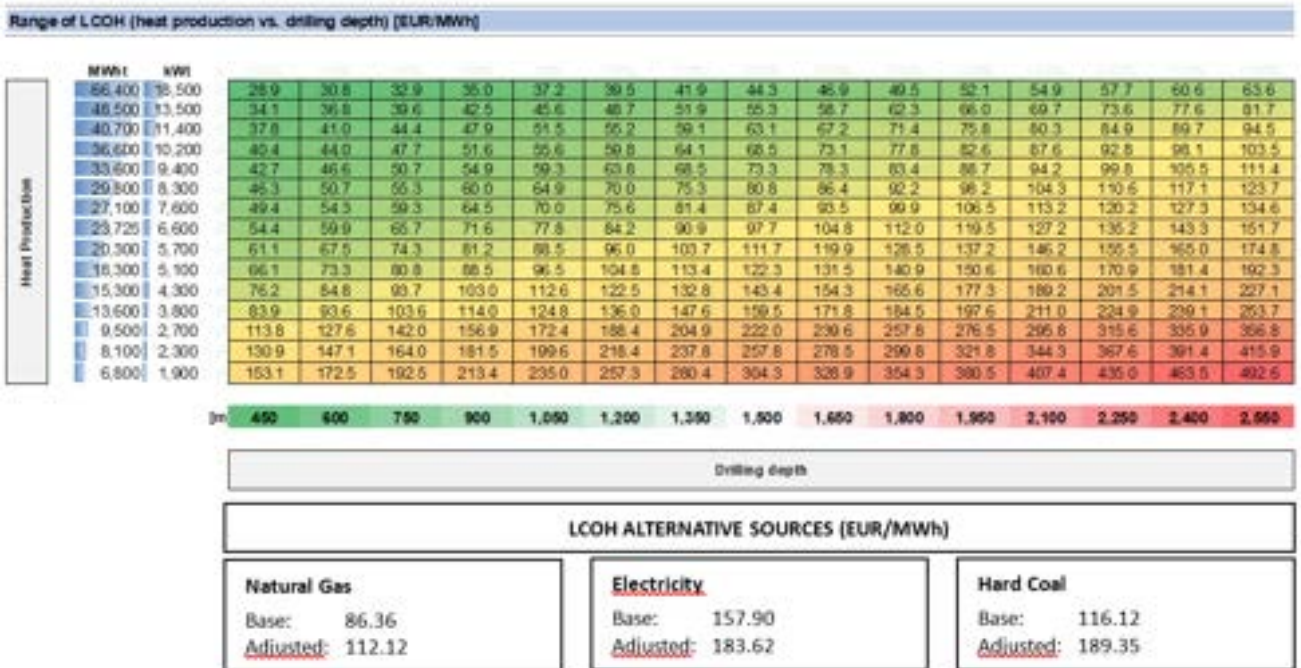 Range of LCOH (heat production vs. drilling depth) [EUR/MWh]
MWht kWt
66,400 18,500 28.9 30.8 32.9 35.0 37.2 39.5 41.9 44.3 46.9 49.5 52.1 54.9 57.7 60.6 63.6
46,500 13,500 34.1 36.8 39.6 42.5 45.6 48.7 51.9 55.3 58.7 62.3 66.0 69.7 73.6 77.6 81.7
40,700 11,400 37.8 41.0 44.4 47.9 51.5 55.2 59.1 63.1 67.2 71.4 75.8 80.3 84.9 89.7 94.5
36,600 10,200 40.4 44.0 47.7 51.6 55.6 59.8 64.1 68.5 73.1 77.8 82.6 87.6 92.8 98.1 103.5
33,600 9,400 42.7 46.6 50.7 54.9 59.3 63.8 68.5 73.3 78.3 83.4 88.7 94.2 99.8 105.5 111.4
29,800 8,300 46.3 50.7 55.3 60.0 64.9 70.0 75.3 80.8 86.4 92.2 98.2 104.3 110.6 117.1 123.7
27,100 7,600 49.4 54.3 59.3 64.5 70.0 75.6 81.4 87.4 93.5 99.9 106.5 113.2 120.2 127.3 134.6
23,725 6,600 54.4 59.9 65.7 71.6 77.8 84.2 90.9 97.7 104.8 112.0 119.5 127.2 135.2 143.3 151.7
20,300 5,700 61.1 67.5 74.3 81.2 88.5 96.0 103.7 111.7 119.9 128.5 137.2 146.2 155.5 165.0 174.8
18,300 5,100 66.1 73.3 80.8 88.5 96.5 104.8 113.4 122.3 131.5 140.9 150.6 160.6 170.9 181.4 192.3
15,300 4,300 76.2 84.8 93.7 103.0 112.6 122.5 132.8 143.4 154.3 165.6 177.3 189.2 201.5 214.1 227.1
13,600 3,800 83.9 93.6 103.6 114.0 124.8 136.0 147.6 159.5 171.8 184.5 197.6 211.0 224.9 239.1 253.7
9,500 2,700 113.8 127.6 142.0 156.9 172.4 188.4 204.9 222.0 239.6 257.8 276.5 295.8 315.6 335.9 356.8
8,100 2,300 130.9 147.1 164.0 181.5 199.6 218.4 237.8 257.8 278.5 299.8 321.8 344.3 367.6 391.4 415.9
6,800 1,900 153.1 172.5 192.5 213.4 235.0 257.3 280.4 304.3 328.9 354.3 380.5 407.4 435.0 463.5 492.6
Heat Production
[m 450 600 750 900 1,050 1,200 1,350 1,500 1,650 1,800 1,950 2,100 2,250 2,400 2,550
Drilling depth
LCOH ALTERNATIVE SOURCES (EUR/MWh)
Natural Gas
Base: 86.36
Adjusted: 112.12
Electricity
Base: 157.90
Adjusted: 183.62
Hard Coal
Base: 116.12
Adjusted: 189.35